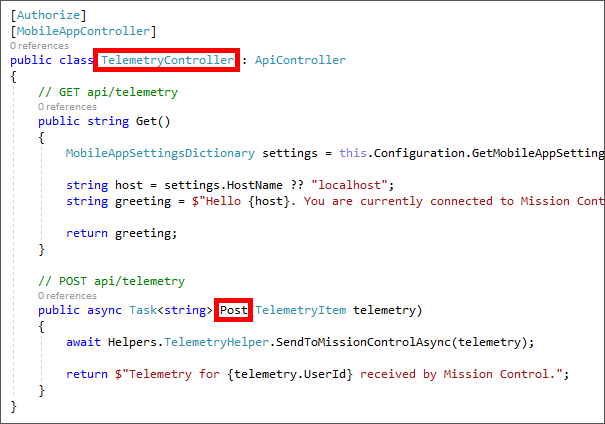 [Authorize]
[MobileAppController]
0 references
public class TelemetryController : ApiController
{
// GET api/telemetry
0 references
public string Get()
{
MobileAppSettingsDictionary settings = this.Configuration.GetMobileAppSetting
string host = settings.HostName ?? "localhost";
string greeting = $"Hello {host}. You are currently connected to Mission Cont
return greeting;
}
// POST api/telemetry
0 references
public async Task<string> Post(TelemetryItem telemetry)
{
await Helpers.TelemetryHelper.SendToMissionControlAsync(telemetry);
return $"Telemetry for {telemetry.UserId} received by Mission Control.";
}
}